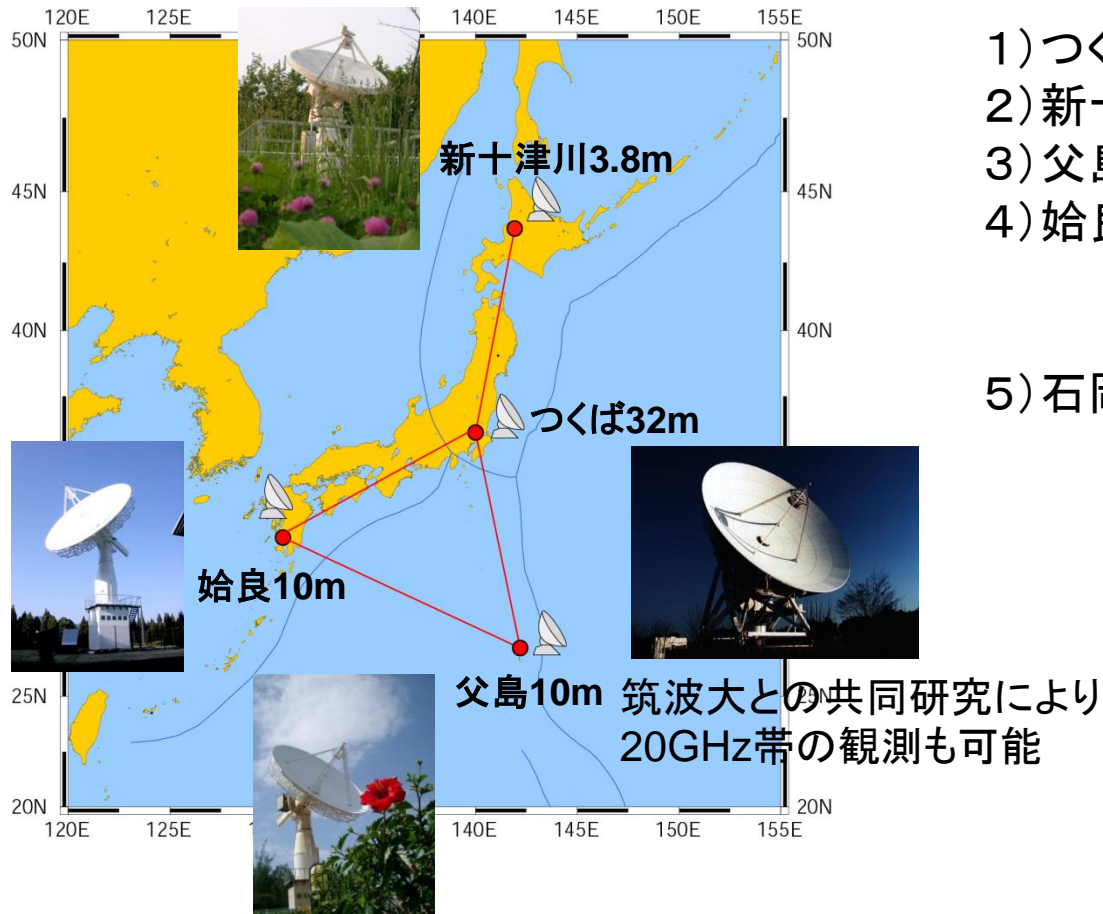 120E 125E 140E 145E 150E 155E
50N 50N
1)つく
2)新
3)父
4)姶
5)石
新十津川3.8m
45N 45N
40N 40N
つくば32m
姶良10m
父島10m
25N
筑波大との共同研究により
20GHz帯の観測も可能
20N 20N
120E 125E 140E 145E 150E 155E